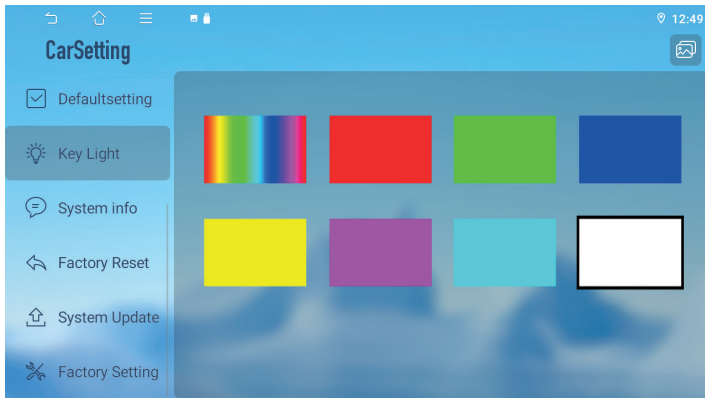 12:49
CarSetting
Defaultsetting
Key Light
System info
Factory Reset
System Update
Factory Setting